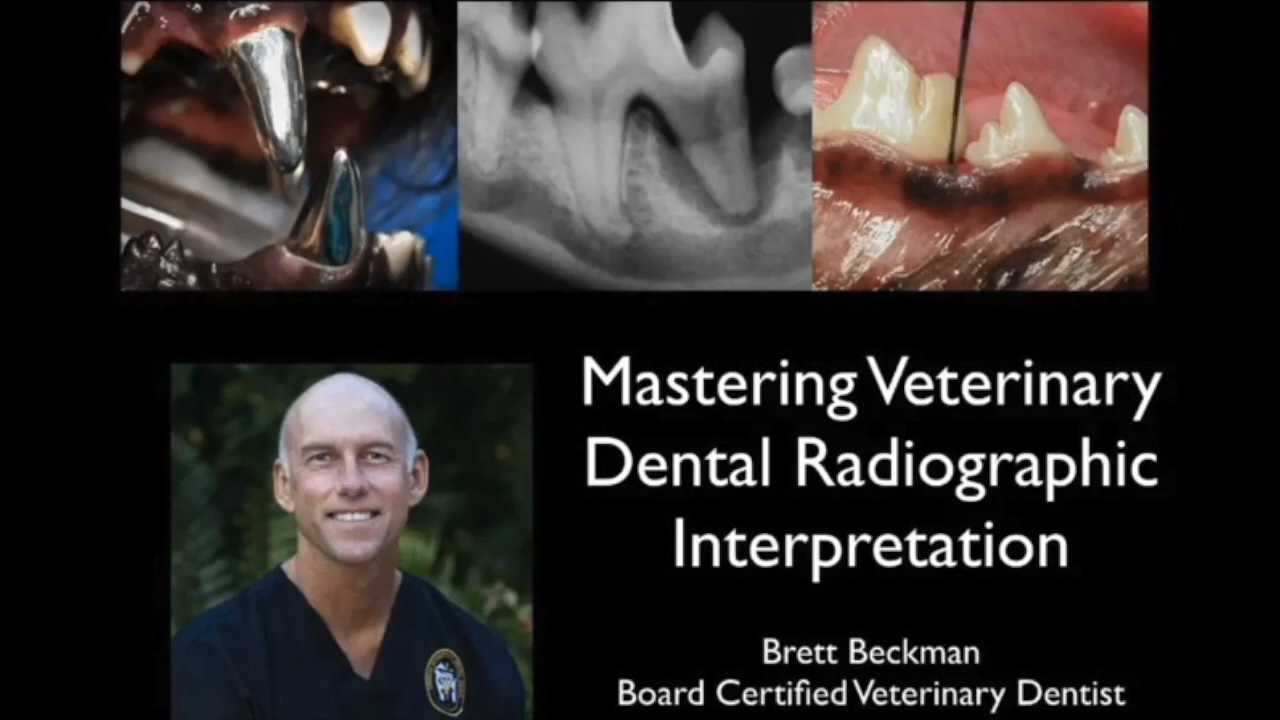 Mastering Veterinary
Dental Radiographic
Interpretation
Brett Beckman
Board Certified Veterinary Dentist